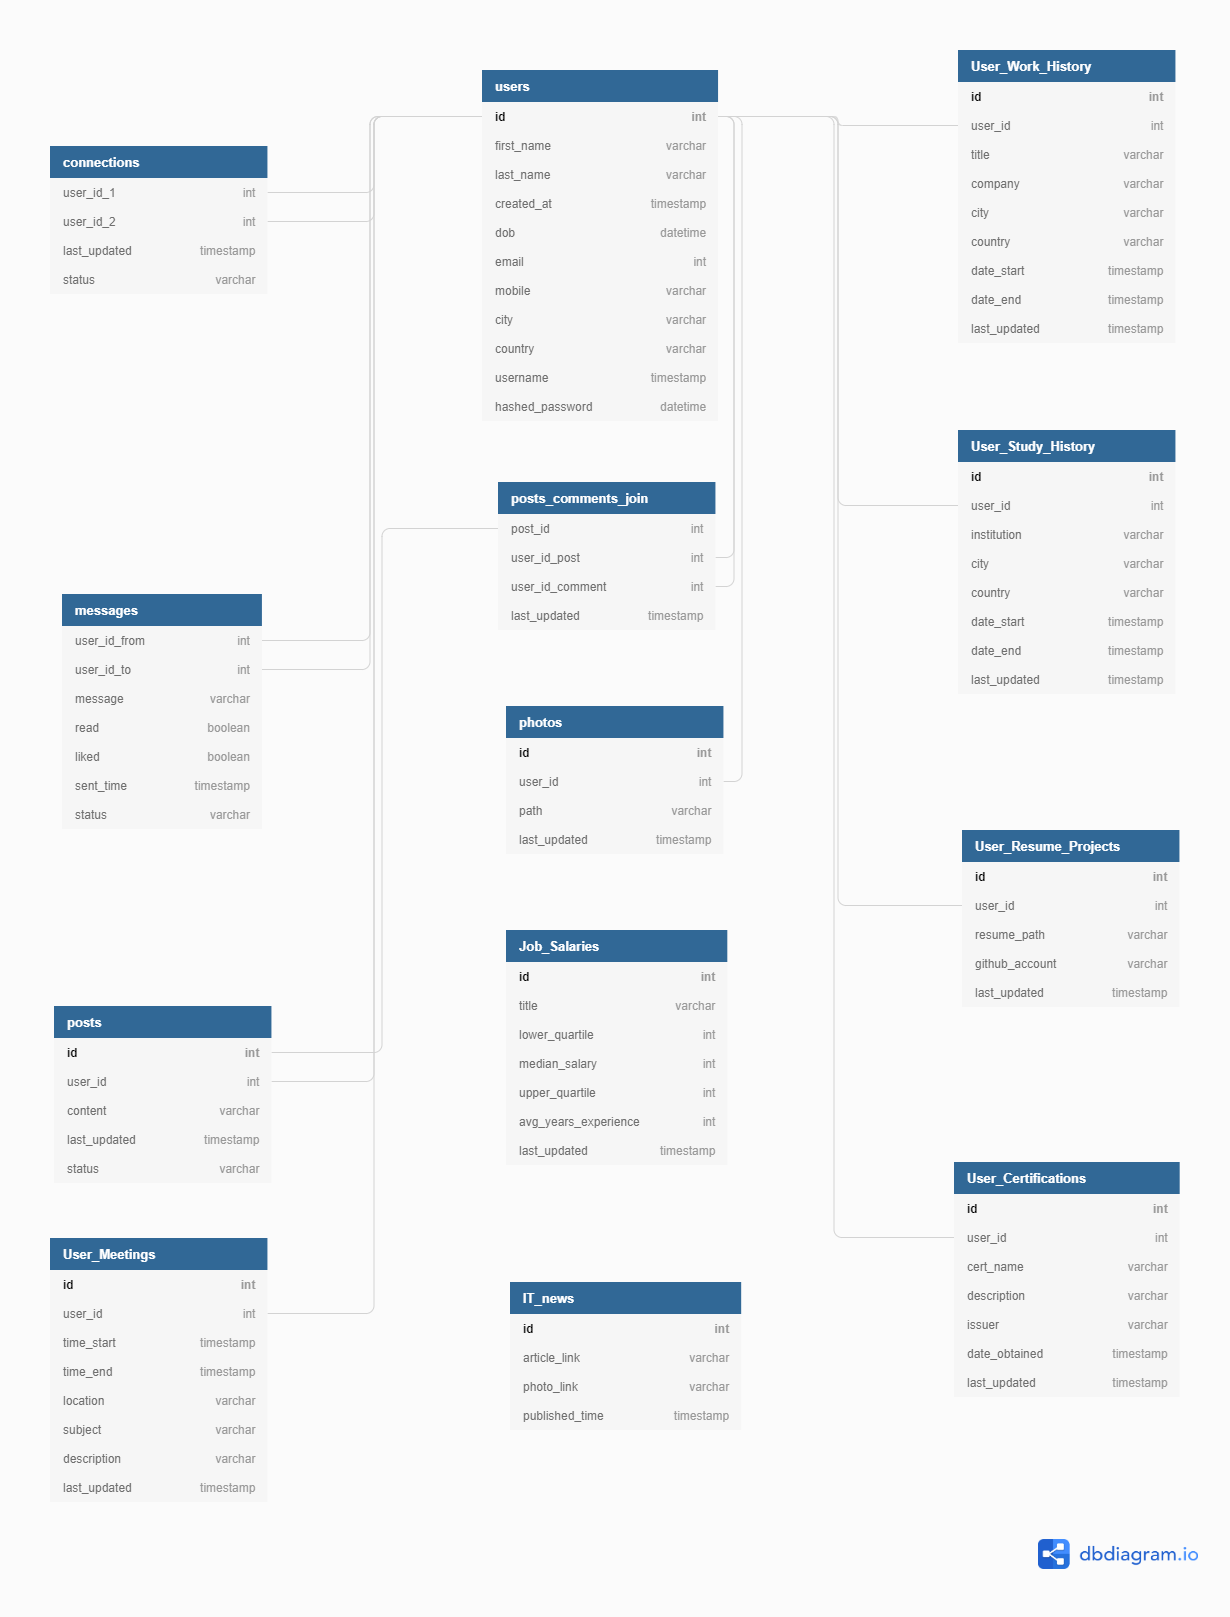 users
id int
first_name varchar
last_name varchar
created_at timestamp
dob datetime
email int
mobile varchar
city varchar
country varchar
username timestamp
hashed_password datetime
connections
user_id_1 int
user_id_2 int
last_updated timestamp
status varchar
User_Work_History
id int
user_id int
title varchar
company varchar
city varchar
country varchar
date_start timestamp
date_end timestamp
last_updated timestamp
User_Study_History
id int
user_id int
institution varchar
city varchar
country varchar
date_start timestamp
date_end timestamp
last_updated timestamp
posts_comments_join
post_id int
user_id_post int
user_id_comment int
last_updated timestamp
messages
user_id_from int
user_id_to int
message varchar
read boolean
liked boolean
sent_time timestamp
status varchar
photos
id int
user_id int
path varchar
last_updated timestamp
User_Resume_Projects
id int
user_id int
resume_path varchar
github_account varchar
last_updated timestamp
Job_Salaries
id int
title varchar
lower_quartile int
median_salary int
upper_quartile int
avg_years_experience int
last_updated timestamp
posts
id int
user_id int
content varchar
last_updated timestamp
status varchar
User_Certifications
id int
user_id int
cert_name varchar
description varchar
issuer varchar
date_obtained timestamp
last_updated timestamp
User_Meetings
id int
user_id int
time_start timestamp
time_end timestamp
location varchar
subject varchar
description varchar
last_updated timestamp
IT_news
id int
article_link varchar
photo_link varchar
published_time timestamp
dbdiagram.io